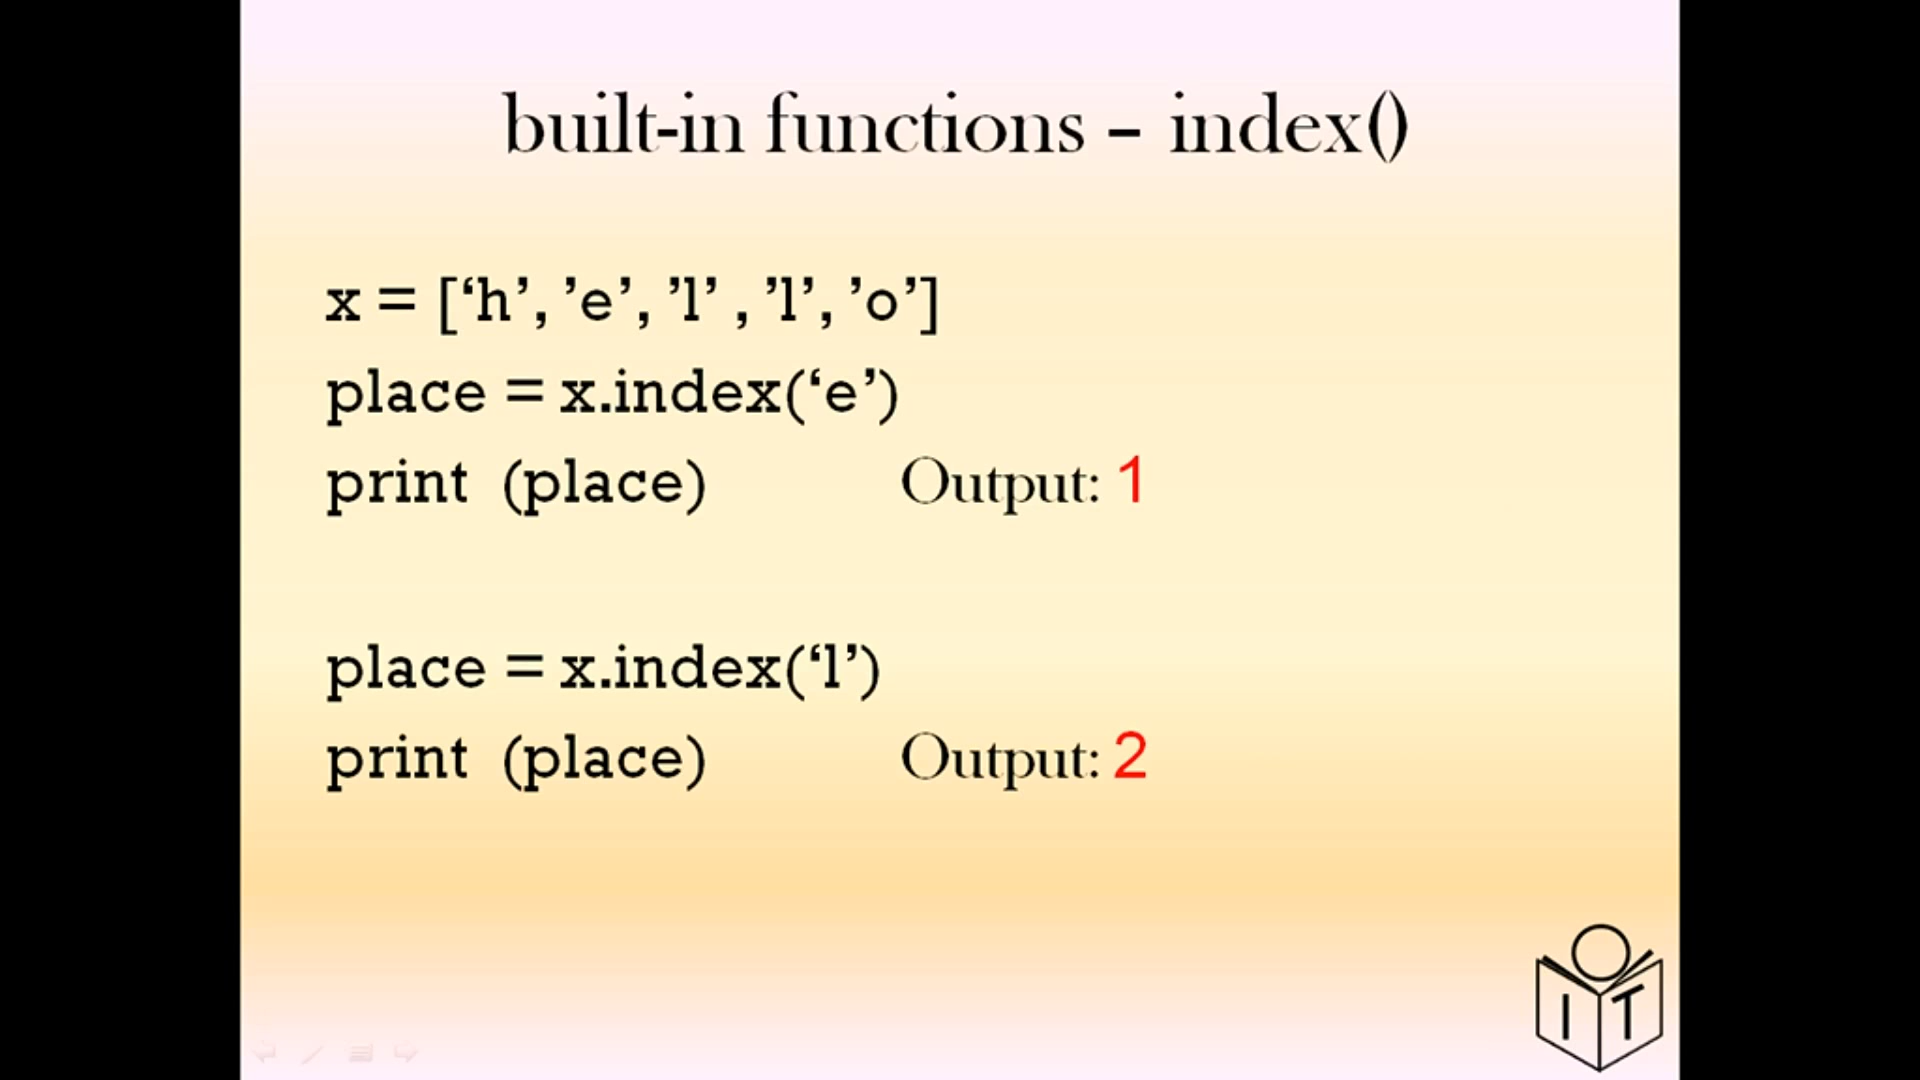 built-in functions – index()
x = [‘h’, ’e’, ’l’ , ’l’, ’o’]
place = x.index(‘e’)
print (place) Output: 1
place = x.index(‘l’)
print (place) Output: 2
I T